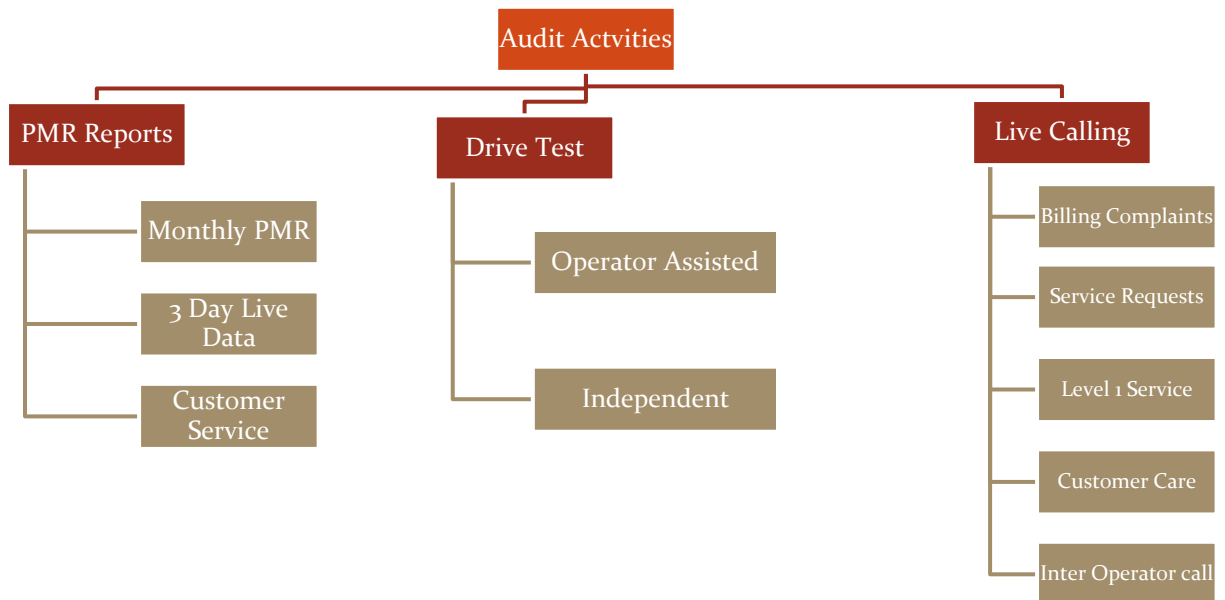 Audit Actvities
PMR Reports
Monthly PMR
3 Day Live
Data
Customer
Service
Drive Test
Operator Assisted
Independent
Live Calling
Billing Complaints
Service Requests
Level 1 Service
Customer Care
Inter Operator call